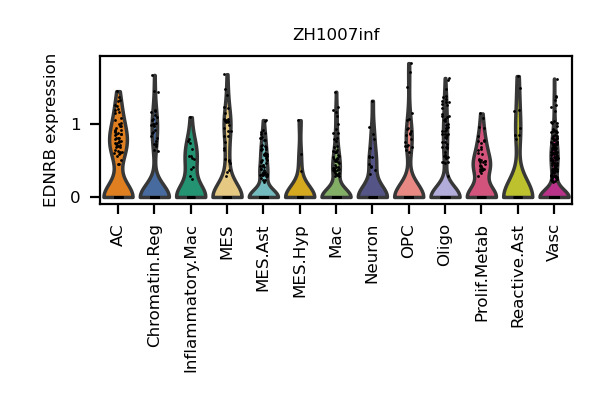 ZH1007inf
EDNRB expression
1
0
AC
Chromatin.Reg
Inflammatory.Mac
MES
MES.Ast
MES.Hyp
Mac
Neuron
OPC
Oligo
Prolif.Metab
Reactive.Ast
Vasc